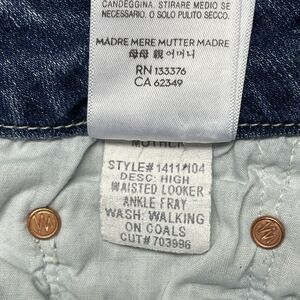 CANDEGGINA. STIRARE MEDIO SE
NECESSARIO. O SOLO PULITO SECCO.
MADRE MERE MUTTER MADRE
母母 親 어머니
RN 133376
CA 62349
MOTHER
STYLE# 1411*104
DESC: HIGH
WAISTED LOOKER
ANKLE FRAY
WASH: WALKING
ON COALS
CUT# 703996